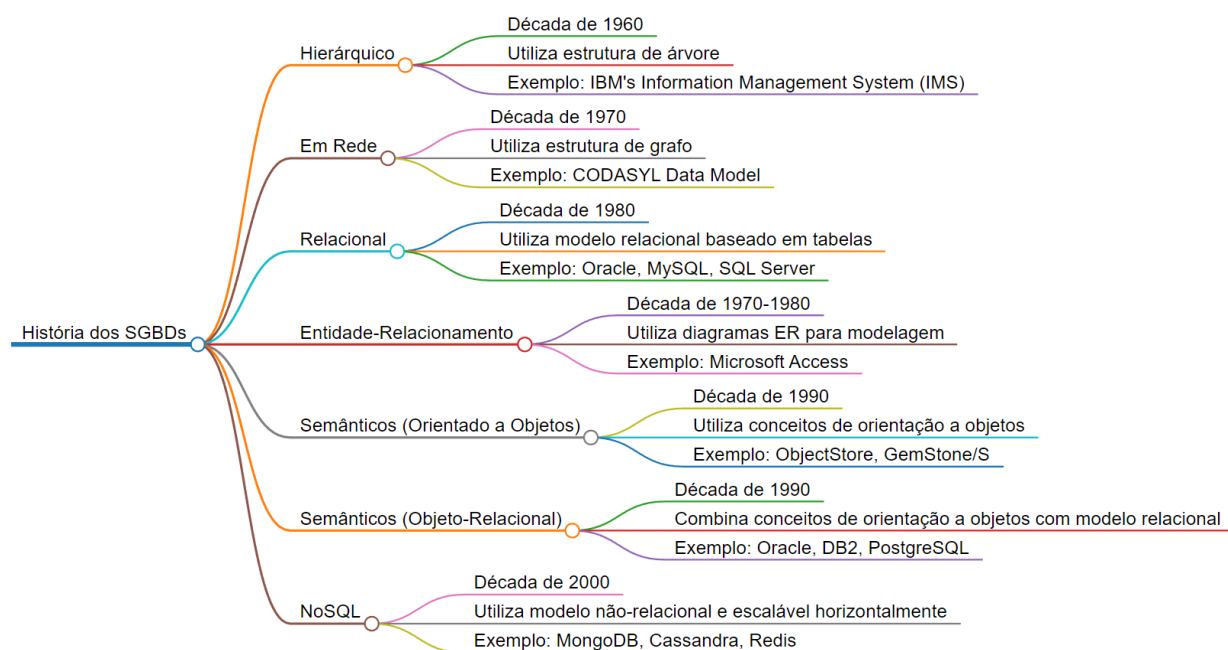 História dos SGBDs
Hierárquico
Década de 1960
Utiliza estrutura de árvore
Exemplo: IBM's Information Management System (IMS)
Em Rede
Década de 1970
Utiliza estrutura de grafo
Exemplo: CODASYL Data Model
Relacional
Década de 1980
Utiliza modelo relacional baseado em tabelas
Exemplo: Oracle, MySQL, SQL Server
Entidade-Relacionamento
Década de 1970-1980
Utiliza diagramas ER para modelagem
Exemplo: Microsoft Access
Semânticos (Orientado a Objetos)
Década de 1990
Utiliza conceitos de orientação a objetos
Exemplo: ObjectStore, GemStone/S
Semânticos (Objeto-Relacional)
Década de 1990
Combina conceitos de orientação a objetos com modelo relacional
Exemplo: Oracle, DB2, PostgreSQL
NoSQL
Década de 2000
Utiliza modelo não-relacional e escalável horizontalmente
Exemplo: MongoDB, Cassandra, Redis